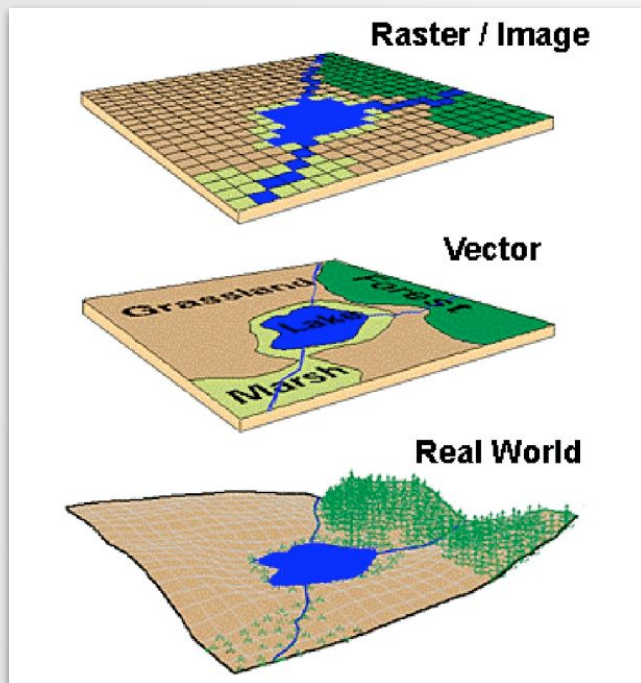 Raster / Image
Vector
Grassland
Forest
Lake
Marsh
Real World